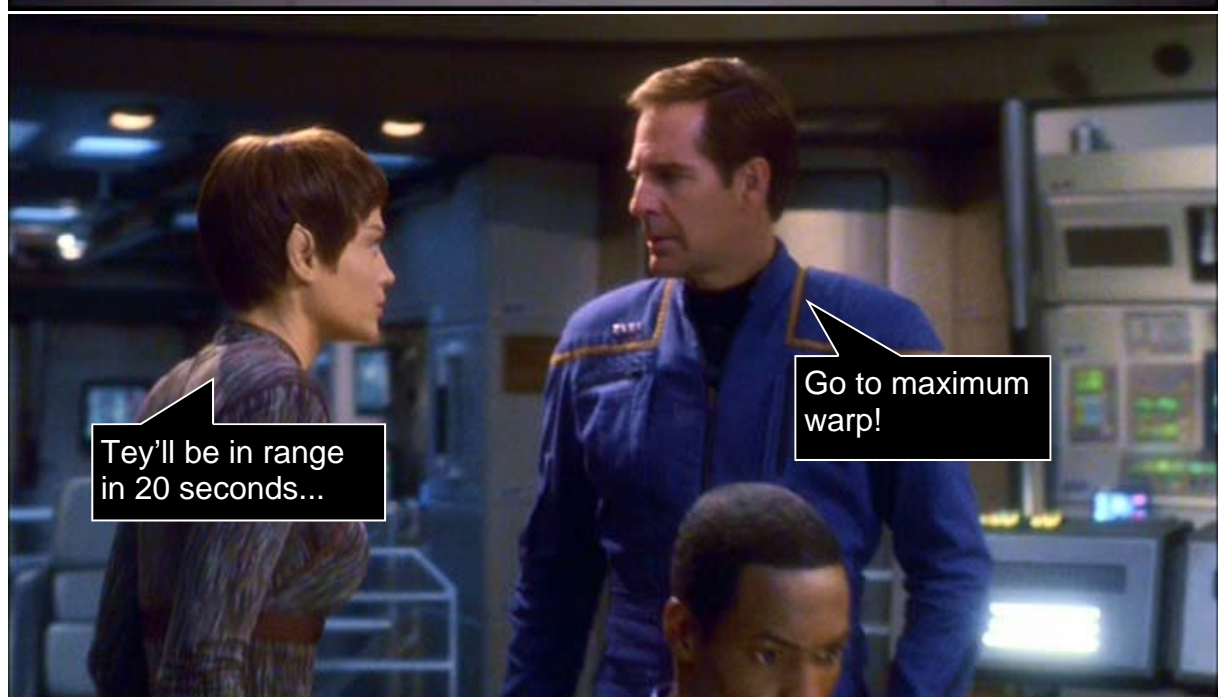 Tey'll be in range
in 20 seconds...
Go to maximum
warp!